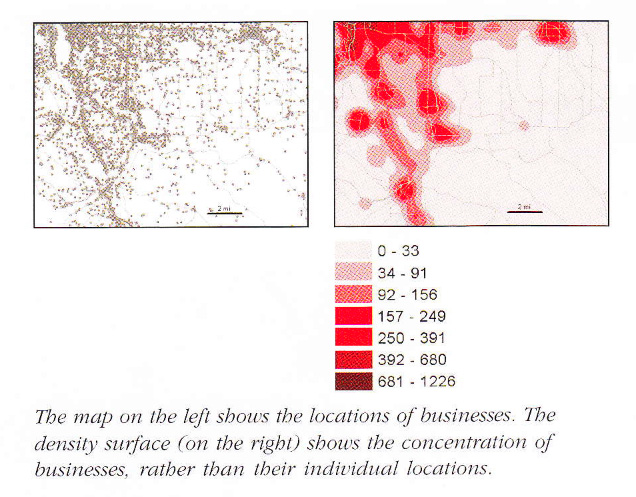 2 mi
2 mi
0 - 33
34 - 91
92 - 156
157 - 249
250 - 391
392 - 680
681 - 1226
The map on the left shows the locations of businesses. The
density surface (on the right) shows the concentration of
businesses, rather than their individual locations.